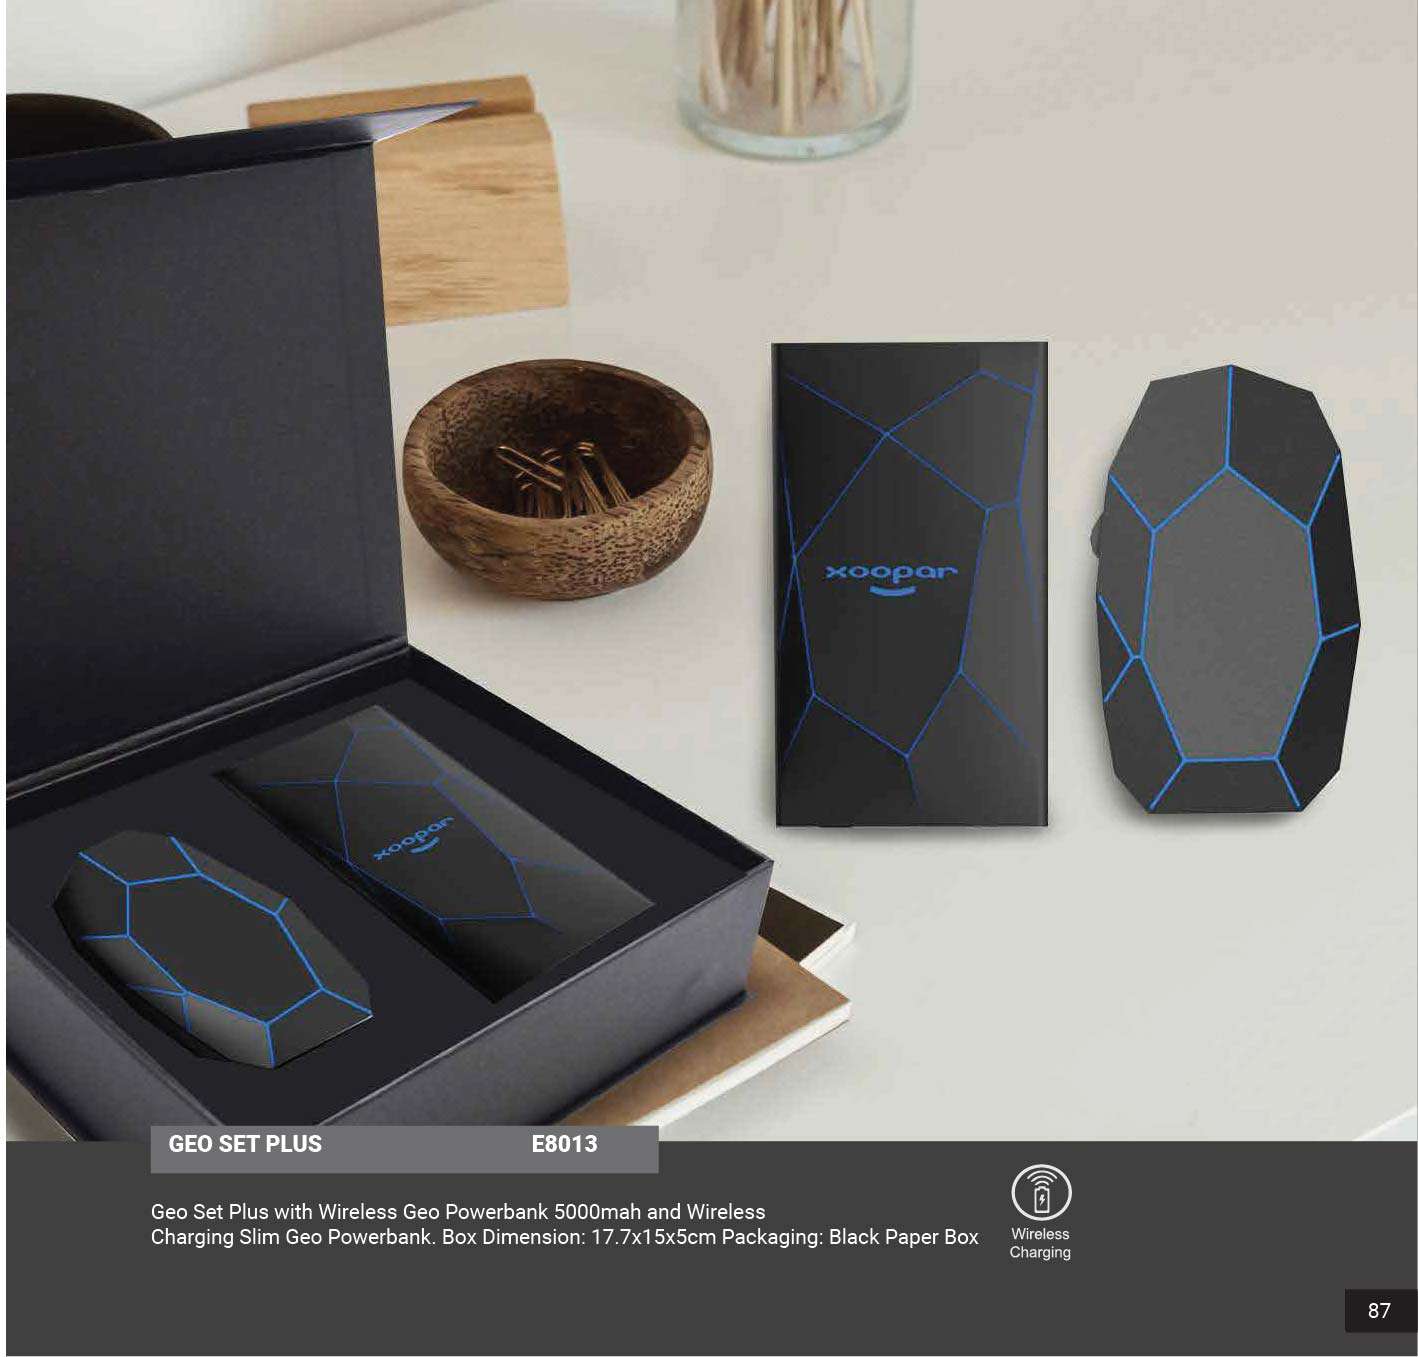 xoopar
xoopar
GEO SET PLUS E8013
Geo Set Plus with Wireless Geo Powerbank 5000mah and Wireless
Charging Slim Geo Powerbank. Box Dimension: 17.7x15x5cm Packaging: Black Paper Box
Wireless
Charging
87